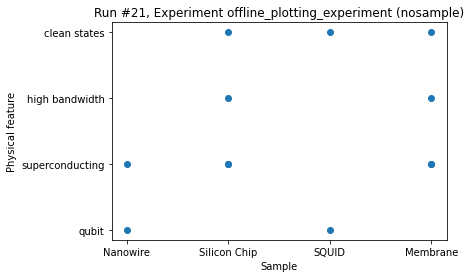 Run #21, Experiment offline_plotting_experiment (nosample)
clean states
high bandwidth
superconducting
qubit
Physical feature
Nanowire Silicon Chip SQUID Membrane
Sample